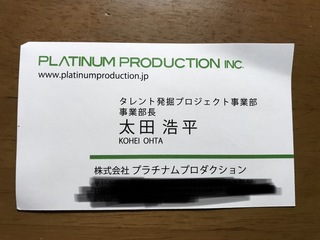 PLATINUM PRODUCTION INC.
www.platinumproduction.jp
タレント発掘プロジェクト事業部
事業部長
太田 浩平
KOHEI OHTA
株式会社 プラチナムプロダクション